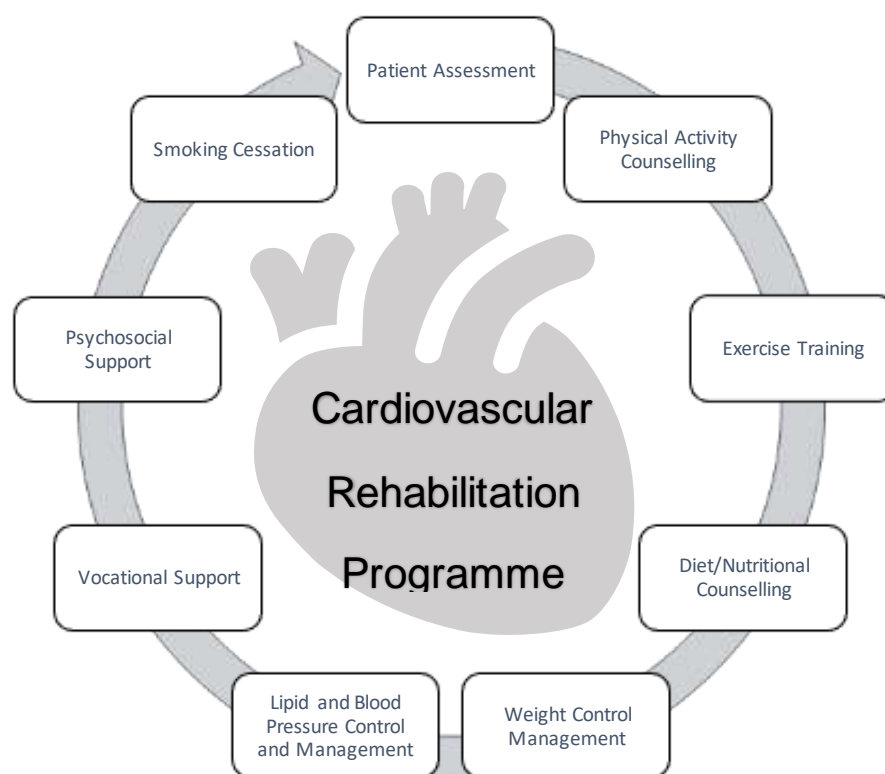 Patient Assessment
Physical Activity
Counselling
Exercise Training
Diet/Nutritional
Counselling
Weight Control
Management
Lipid and Blood
Pressure Control
and Management
Vocational Support
Psychosocial
Support
Smoking Cessation
Cardiovascular
Rehabilitation
Programme